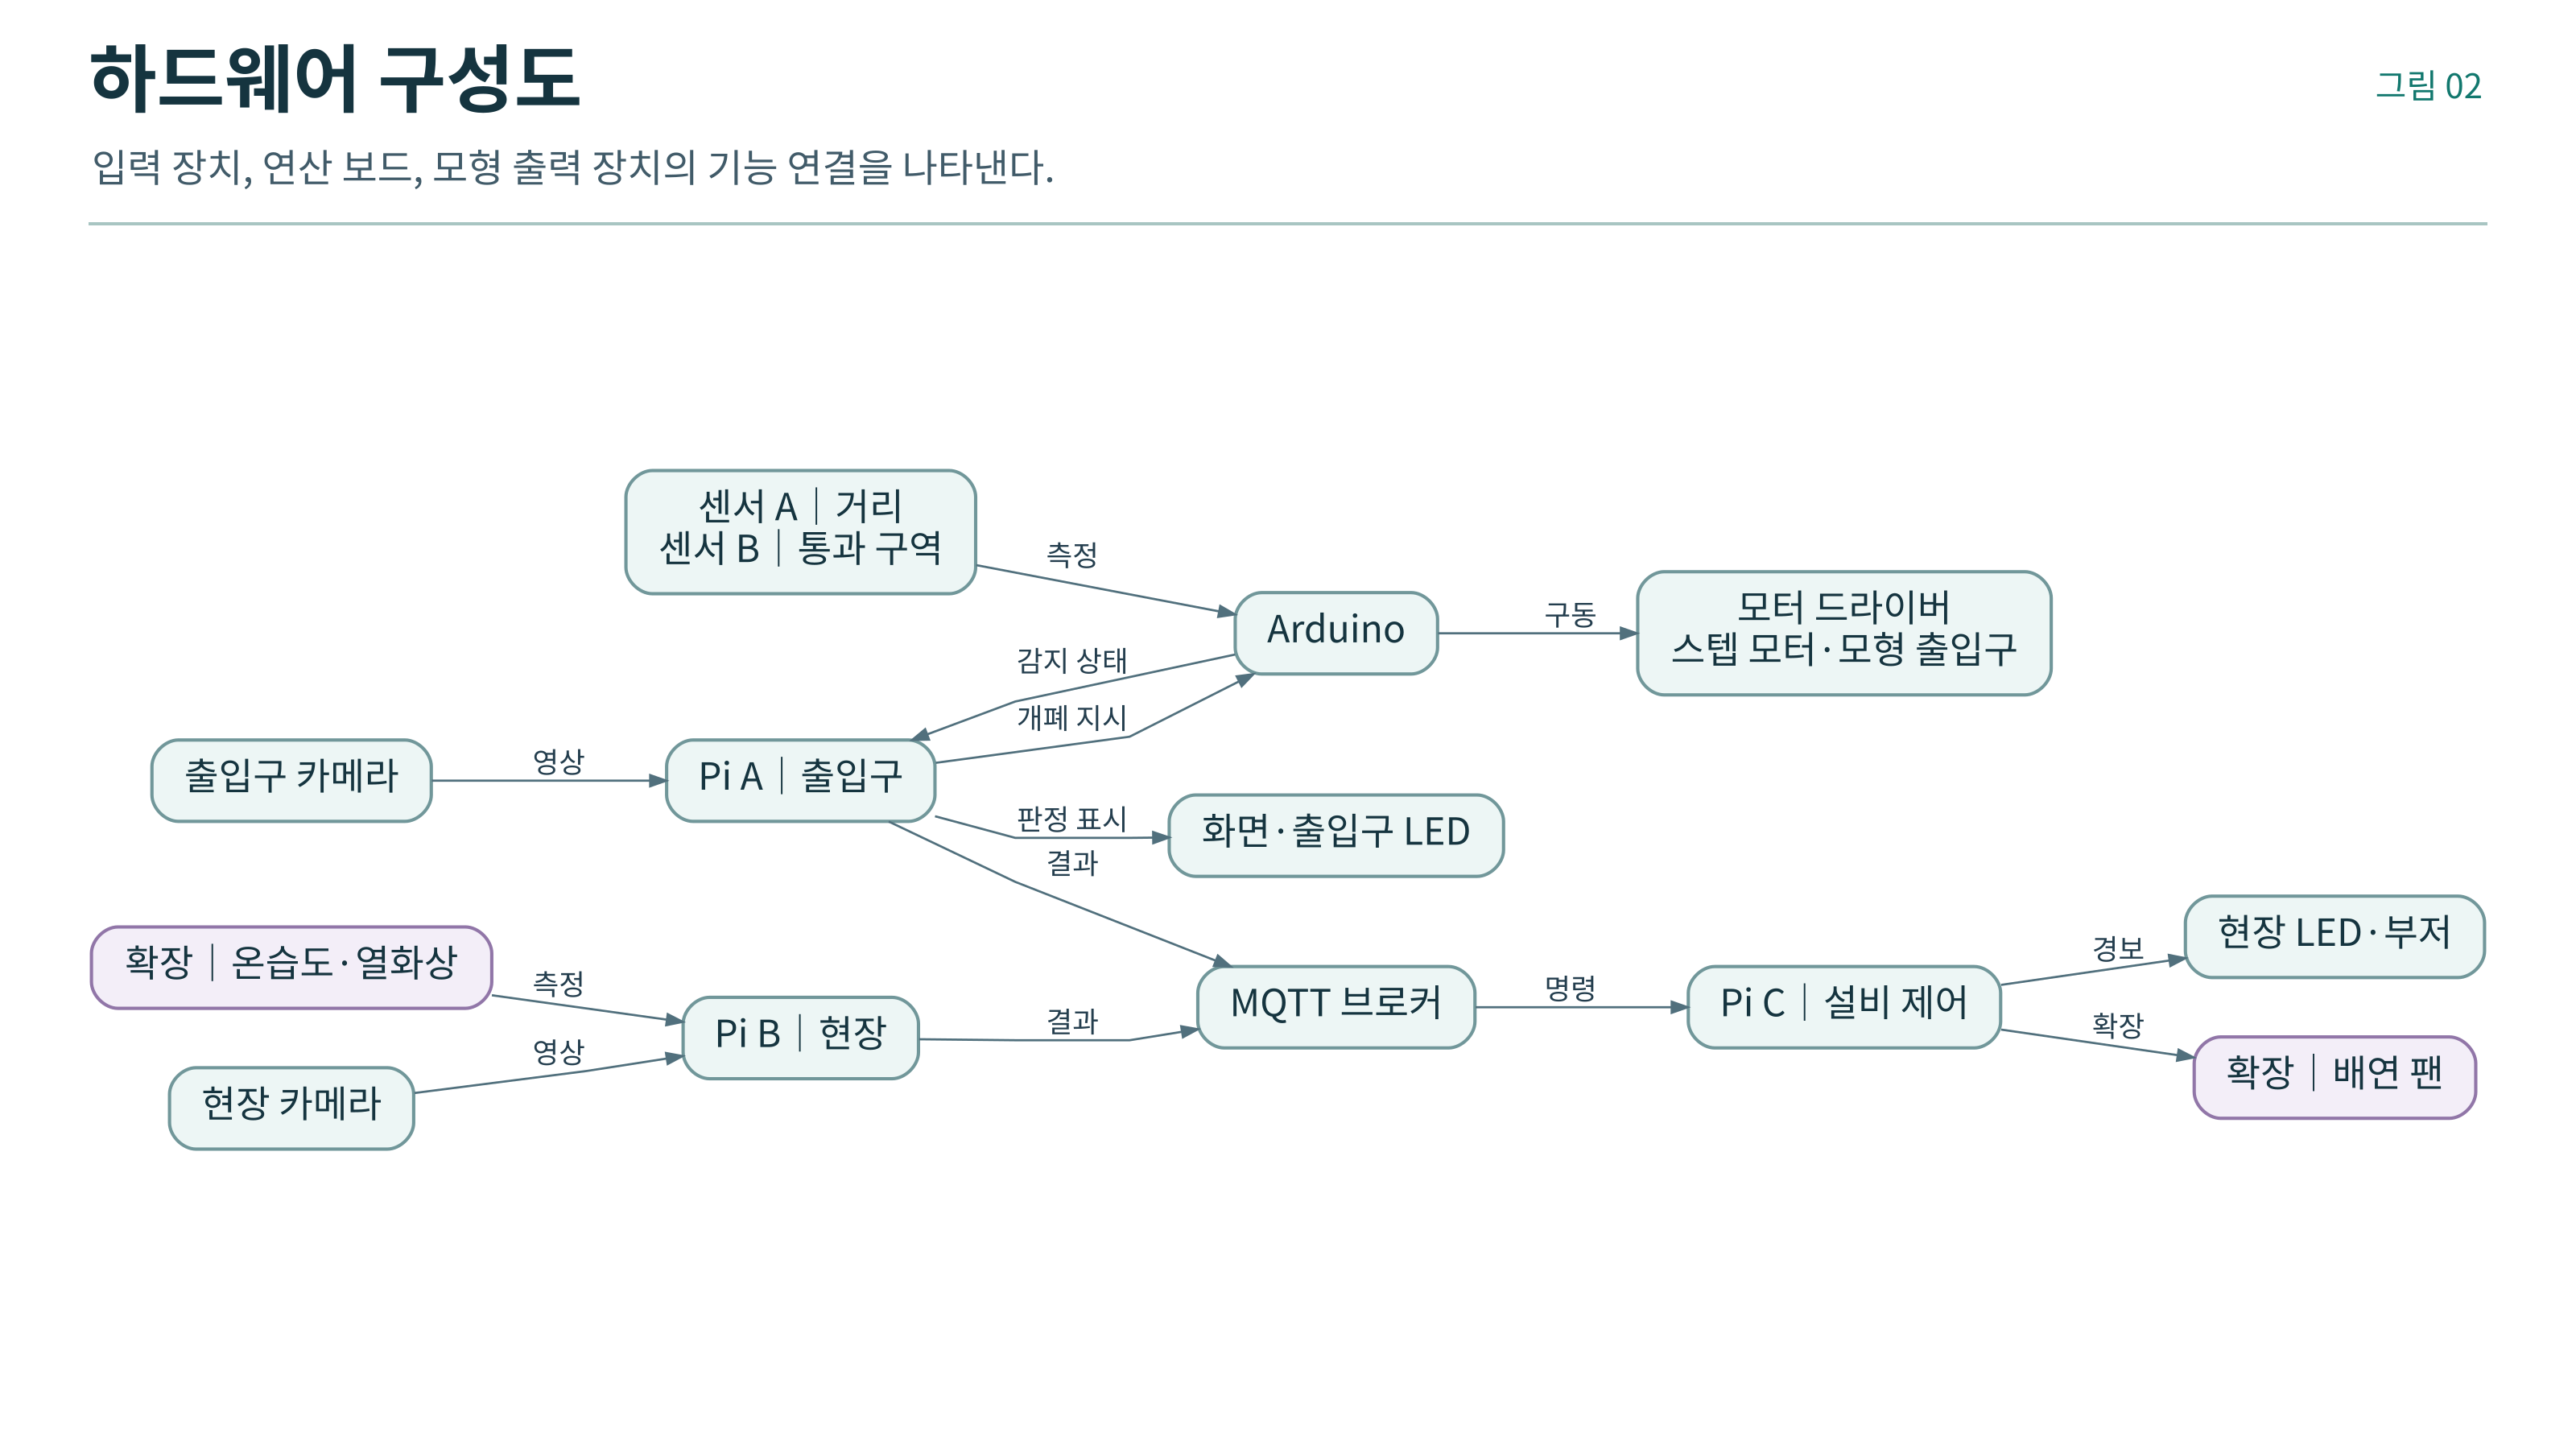 하드웨어 구성도
그림 02
입력 장치, 연산 보드, 모형 출력 장치의 기능 연결을 나타낸다.
센서 A｜거리
센서 B｜통과 구역
측정
Arduino
구동
모터 드라이버
스텝 모터·모형 출입구
감지 상태
개폐 지시
출입구 카메라
영상
Pi A｜출입구
판정 표시
화면·출입구 LED
결과
확장｜온습도·열화상
측정
영상
현장 카메라
Pi B｜현장
결과
MQTT 브로커
명령
Pi C｜설비 제어
경보
현장 LED·부저
확장
확장｜배연 팬